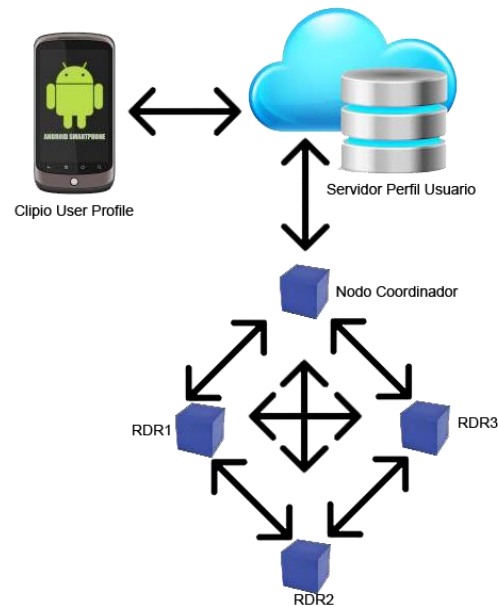 ANDROID SMARTPHONE
Clipio User Profile
Servidor Perfil Usuario
Nodo Coordinador
RDR1
RDR3
RDR2